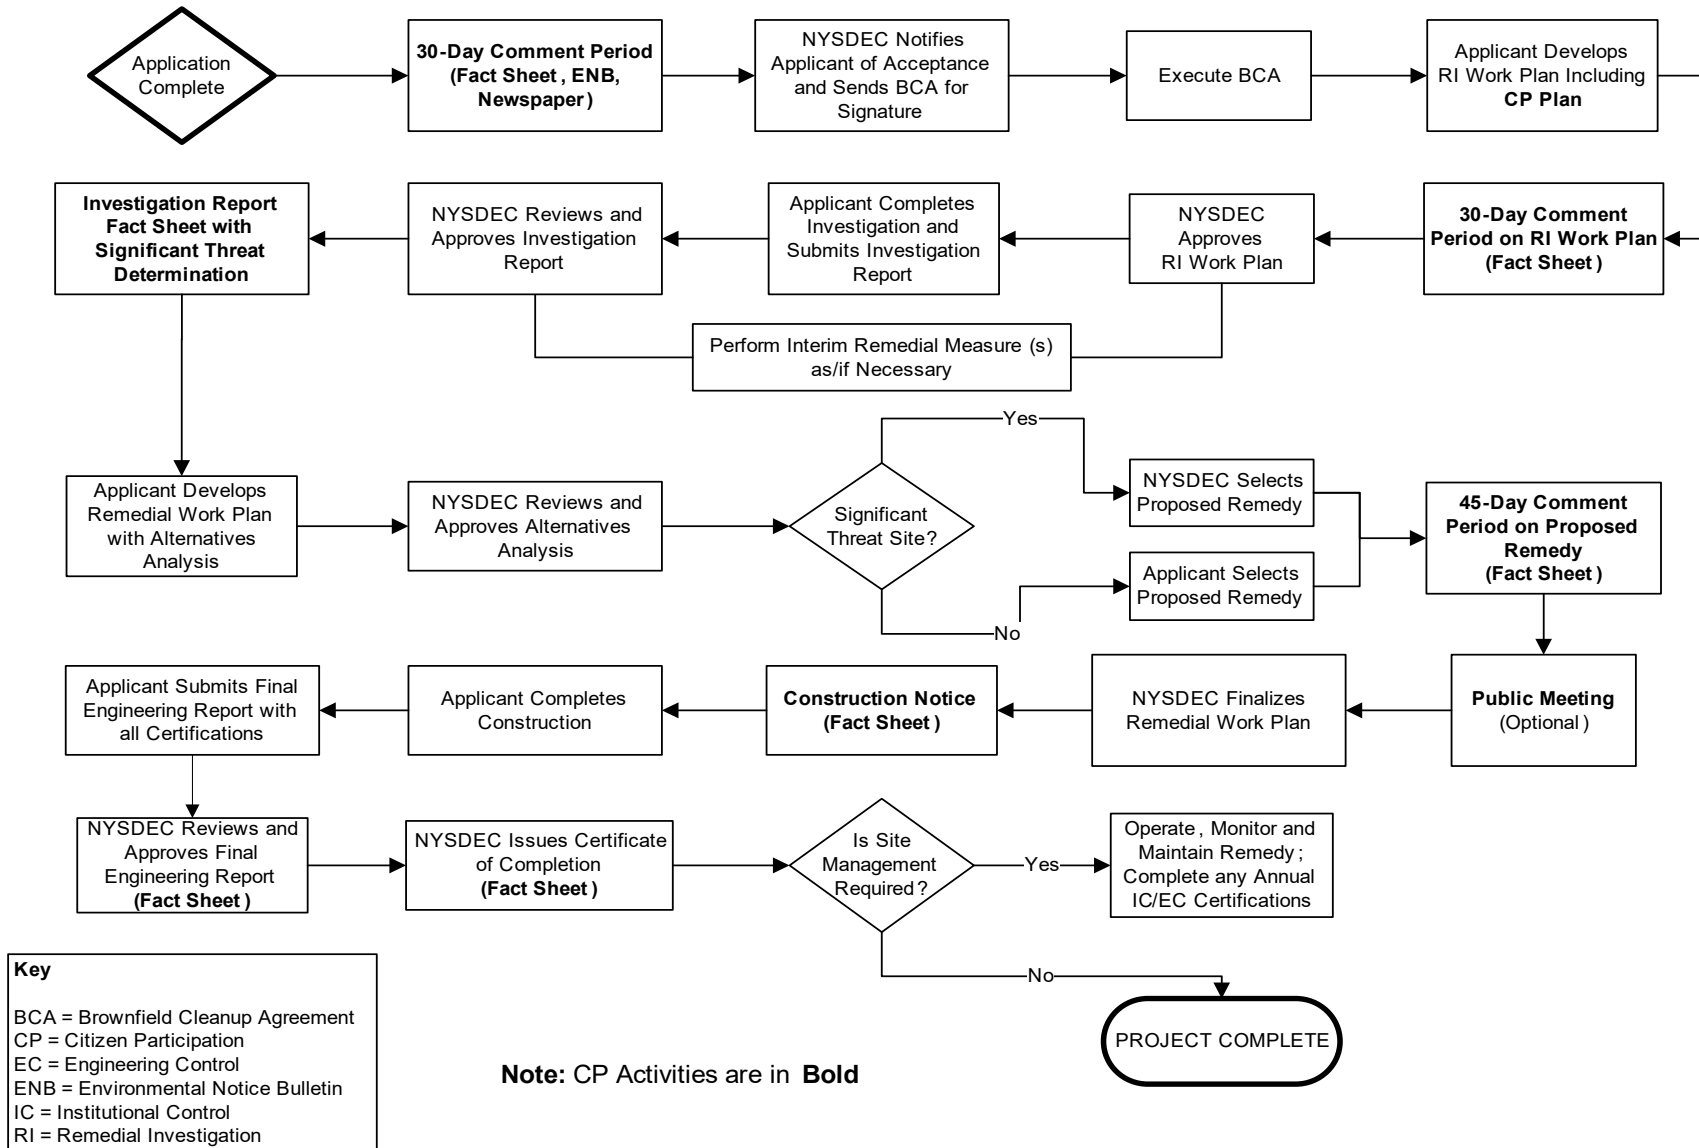 Application
Complete
30-Day Comment Period
(Fact Sheet, ENB,
Newspaper)
NYSDEC Notifies
Applicant of Acceptance
and Sends BCA for
Signature
Execute BCA
Applicant Develops
RI Work Plan Including
CP Plan
30-Day Comment
Period on RI Work Plan
(Fact Sheet)
NYSDEC
Approves
RI Work Plan
Applicant Completes
Investigation and
Submits Investigation
Report
NYSDEC Reviews and
Approves Investigation
Report
Investigation Report
Fact Sheet with
Significant Threat
Determination
Perform Interim Remedial Measure (s)
as/if Necessary
Applicant Develops
Remedial Work Plan
with Alternatives
Analysis
NYSDEC Reviews and
Approves Alternatives
Analysis
Significant
Threat Site?
Yes
No
NYSDEC Selects
Proposed Remedy
Applicant Selects
Proposed Remedy
45-Day Comment
Period on Proposed
Remedy
(Fact Sheet)
Public Meeting
(Optional)
NYSDEC Finalizes
Remedial Work Plan
Construction Notice
(Fact Sheet)
Applicant Completes
Construction
Applicant Submits Final
Engineering Report with
all Certifications
NYSDEC Reviews and
Approves Final
Engineering Report
(Fact Sheet)
NYSDEC Issues Certificate
of Completion
(Fact Sheet)
Is Site
Management
Required?
Yes
Operate, Monitor and
Maintain Remedy;
Complete any Annual
IC/EC Certifications
No
PROJECT COMPLETE
Key
BCA = Brownfield Cleanup Agreement
CP = Citizen Participation
EC = Engineering Control
ENB = Environmental Notice Bulletin
IC = Institutional Control
RI = Remedial Investigation
Note: CP Activities are in Bold